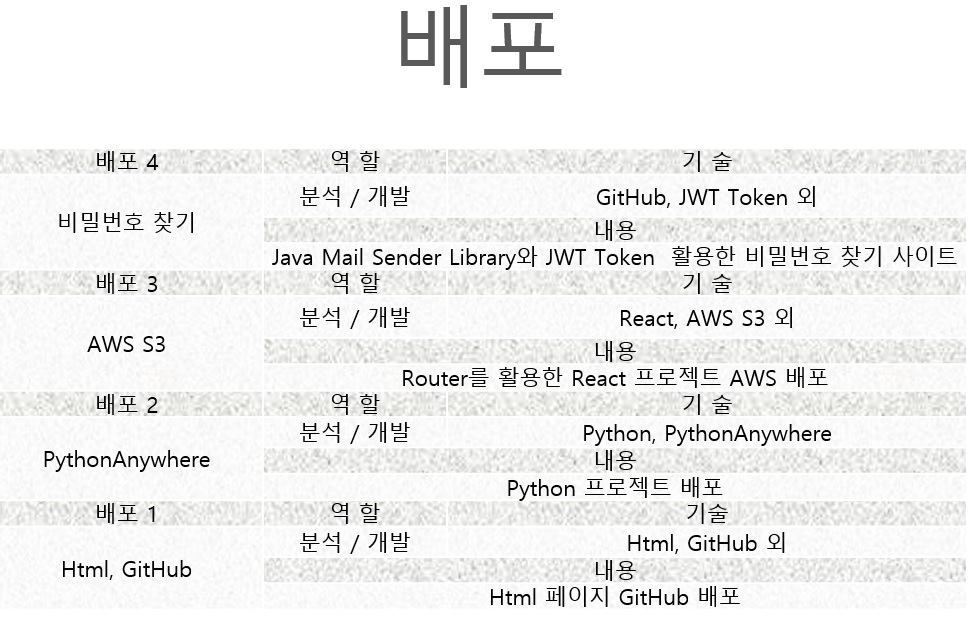 배포
배포 4 역 할 기 술
비밀번호 찾기
분석 / 개발 GitHub, JWT Token 외
내용
Java Mail Sender Library와 JWT Token 활용한 비밀번호 찾기 사이트
배포 3 역 할 기 술
AWS S3
분석 / 개발 React, AWS S3 외
내용
Router를 활용한 React 프로젝트 AWS 배포
배포 2 역 할 기 술
PythonAnywhere
분석 / 개발 Python, PythonAnywhere
내용
Python 프로젝트 배포
배포 1 역 할 기술
Html, GitHub
분석 / 개발 Html, GitHub 외
내용
Html 페이지 GitHub 배포